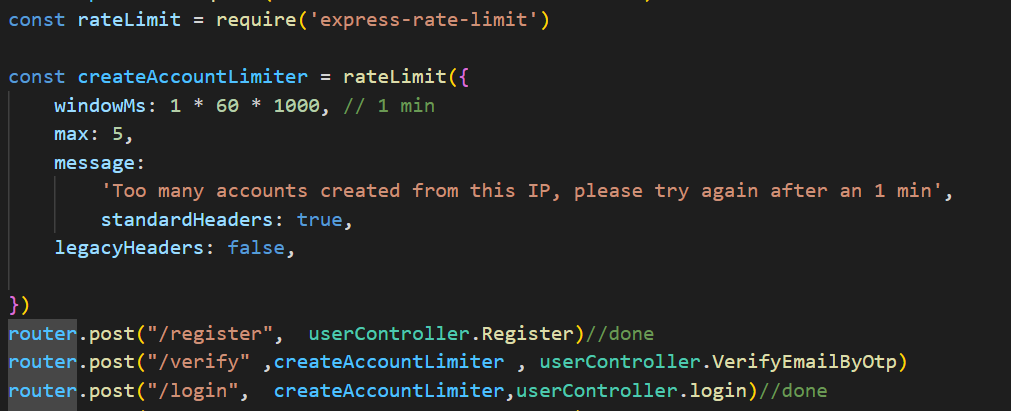 const rateLimit = require('express-rate-limit')
const createAccountLimiter = rateLimit({
windowMs: 1 * 60 * 1000, // 1 min
max: 5,
message:
'Too many accounts created from this IP, please try again after an 1 min',
standardHeaders: true,
legacyHeaders: false,
})
router.post("/register",  userController.Register)//done
router.post("/verify" ,createAccountLimiter , userController.VerifyEmailByOtp)
router.post("/login",  createAccountLimiter,userController.login)//done